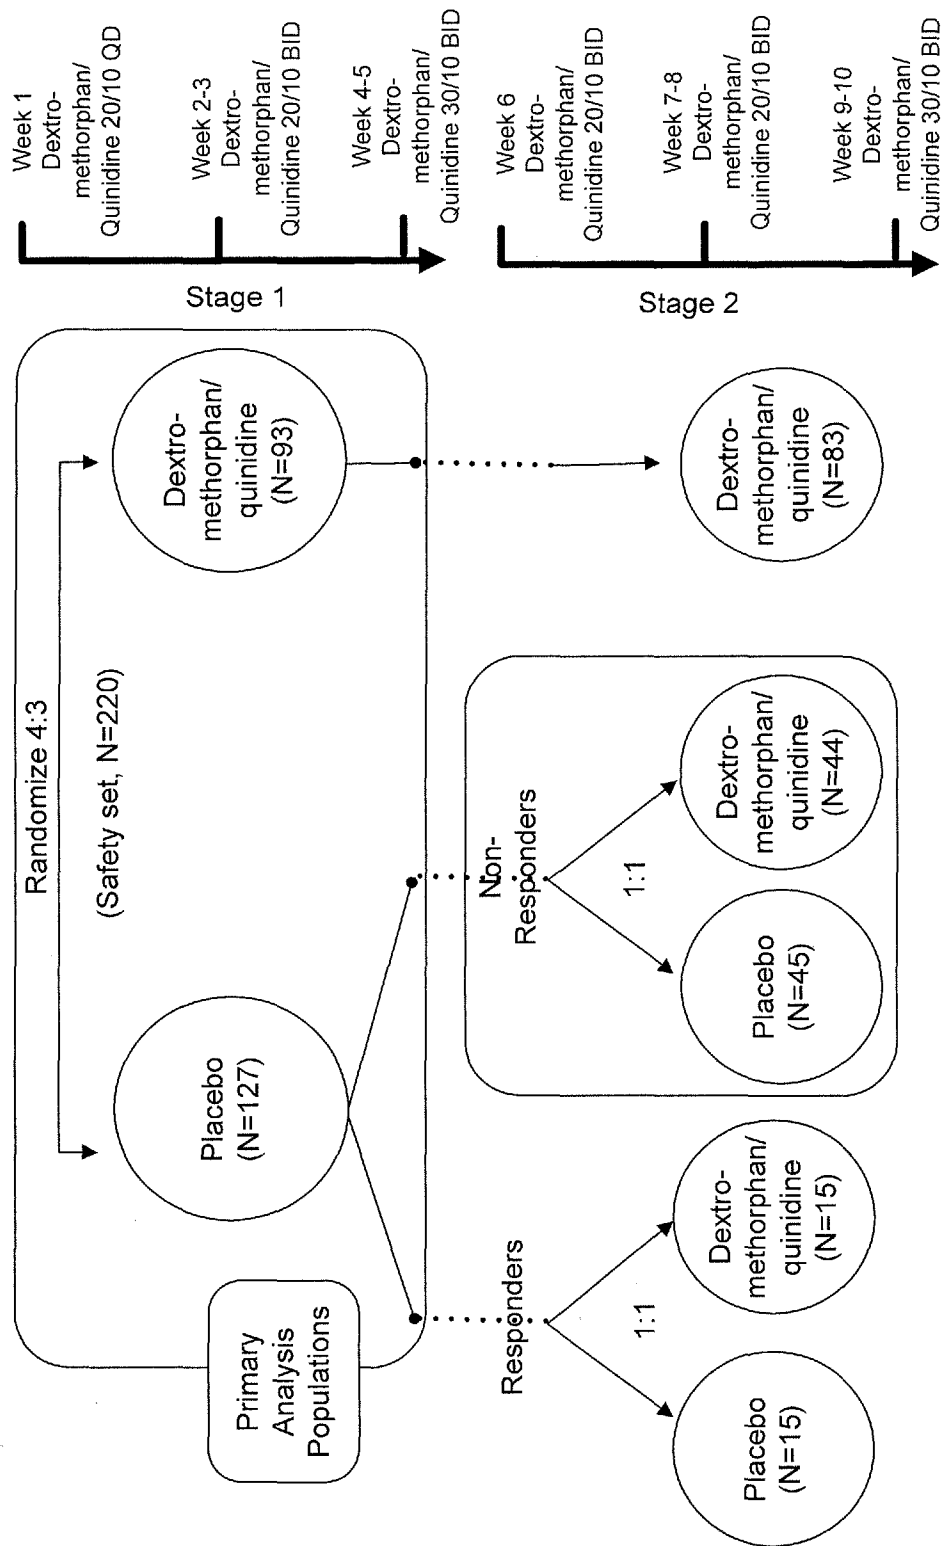 Randomize 4:3
(Safety set, N=220)
Primary
Analysis
Populations
Placebo
(N=127)
Dextro-
methorphan/
quinidine
(N=93)
Stage 1
Week 1
Dextro-
methorphan/
Quinidine 20/10 QD
Week 2-3
Dextro-
methorphan/
Quinidine 20/10 BID
Week 4-5
Dextro-
methorphan/
Quinidine 30/10 BID
Responders
1:1
Placebo
(N=15)
Dextro-
methorphan/
quinidine
(N=15)
Non-
Responders
1:1
Placebo
(N=45)
Dextro-
methorphan/
quinidine
(N=44)
Dextro-
methorphan/
quinidine
(N=83)
Stage 2
Week 6
Dextro-
methorphan/
Quinidine 20/10 BID
Week 7-8
Dextro-
methorphan/
Quinidine 20/10 BID
Week 9-10
Dextro-
methorphan/
Quinidine 30/10 BID